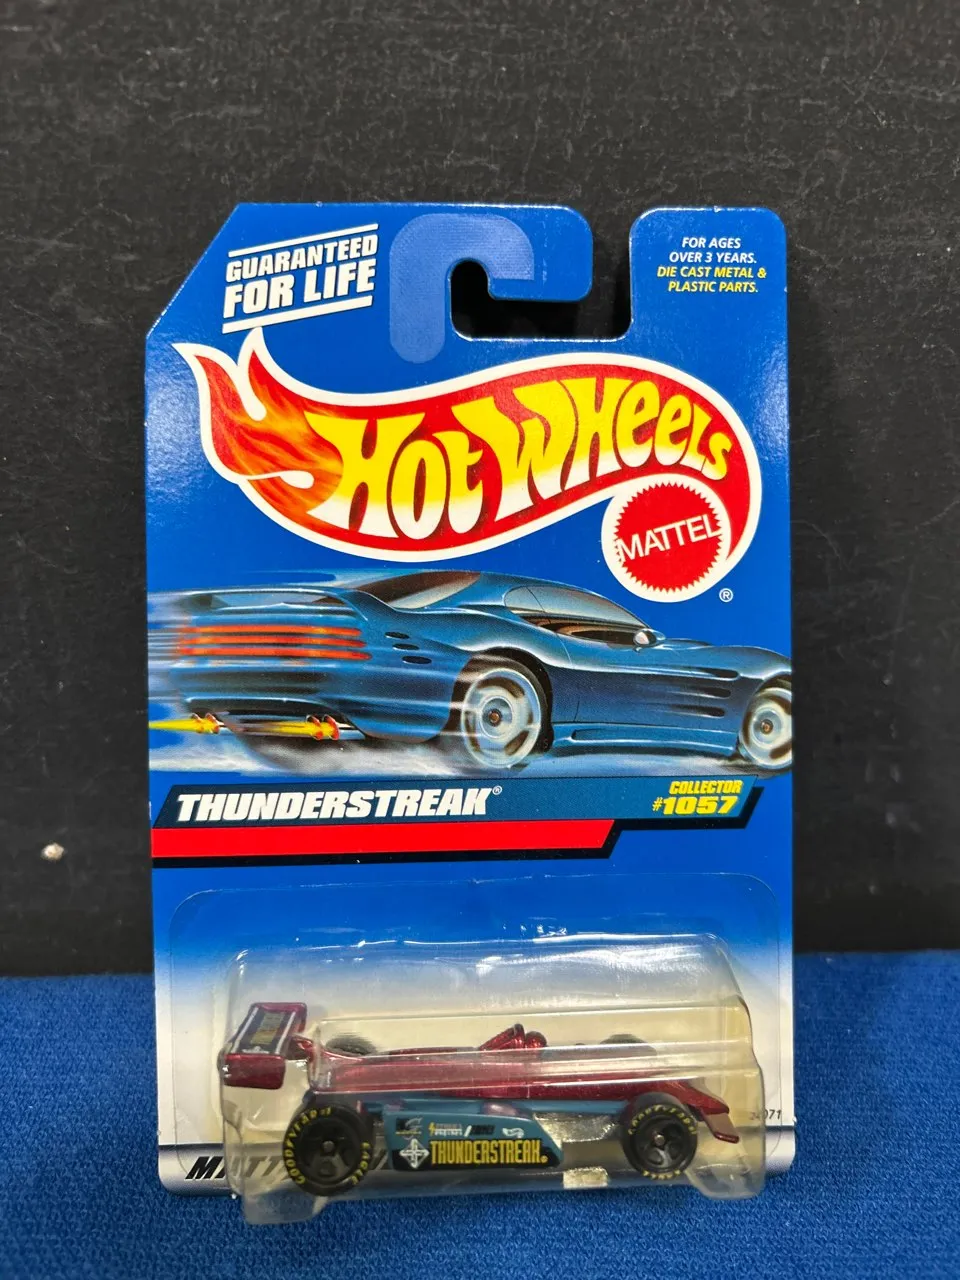 GUARANTEED
FOR LIFE
FOR AGES
OVER 3 YEARS.
DIE CAST METAL &
PLASTIC PARTS.
HOT WHEELS
MATTEL
®
THUNDERSTREAK®
COLLECTOR
#1057
GOODYEAR
EAGLE
THUNDERSTREAK®